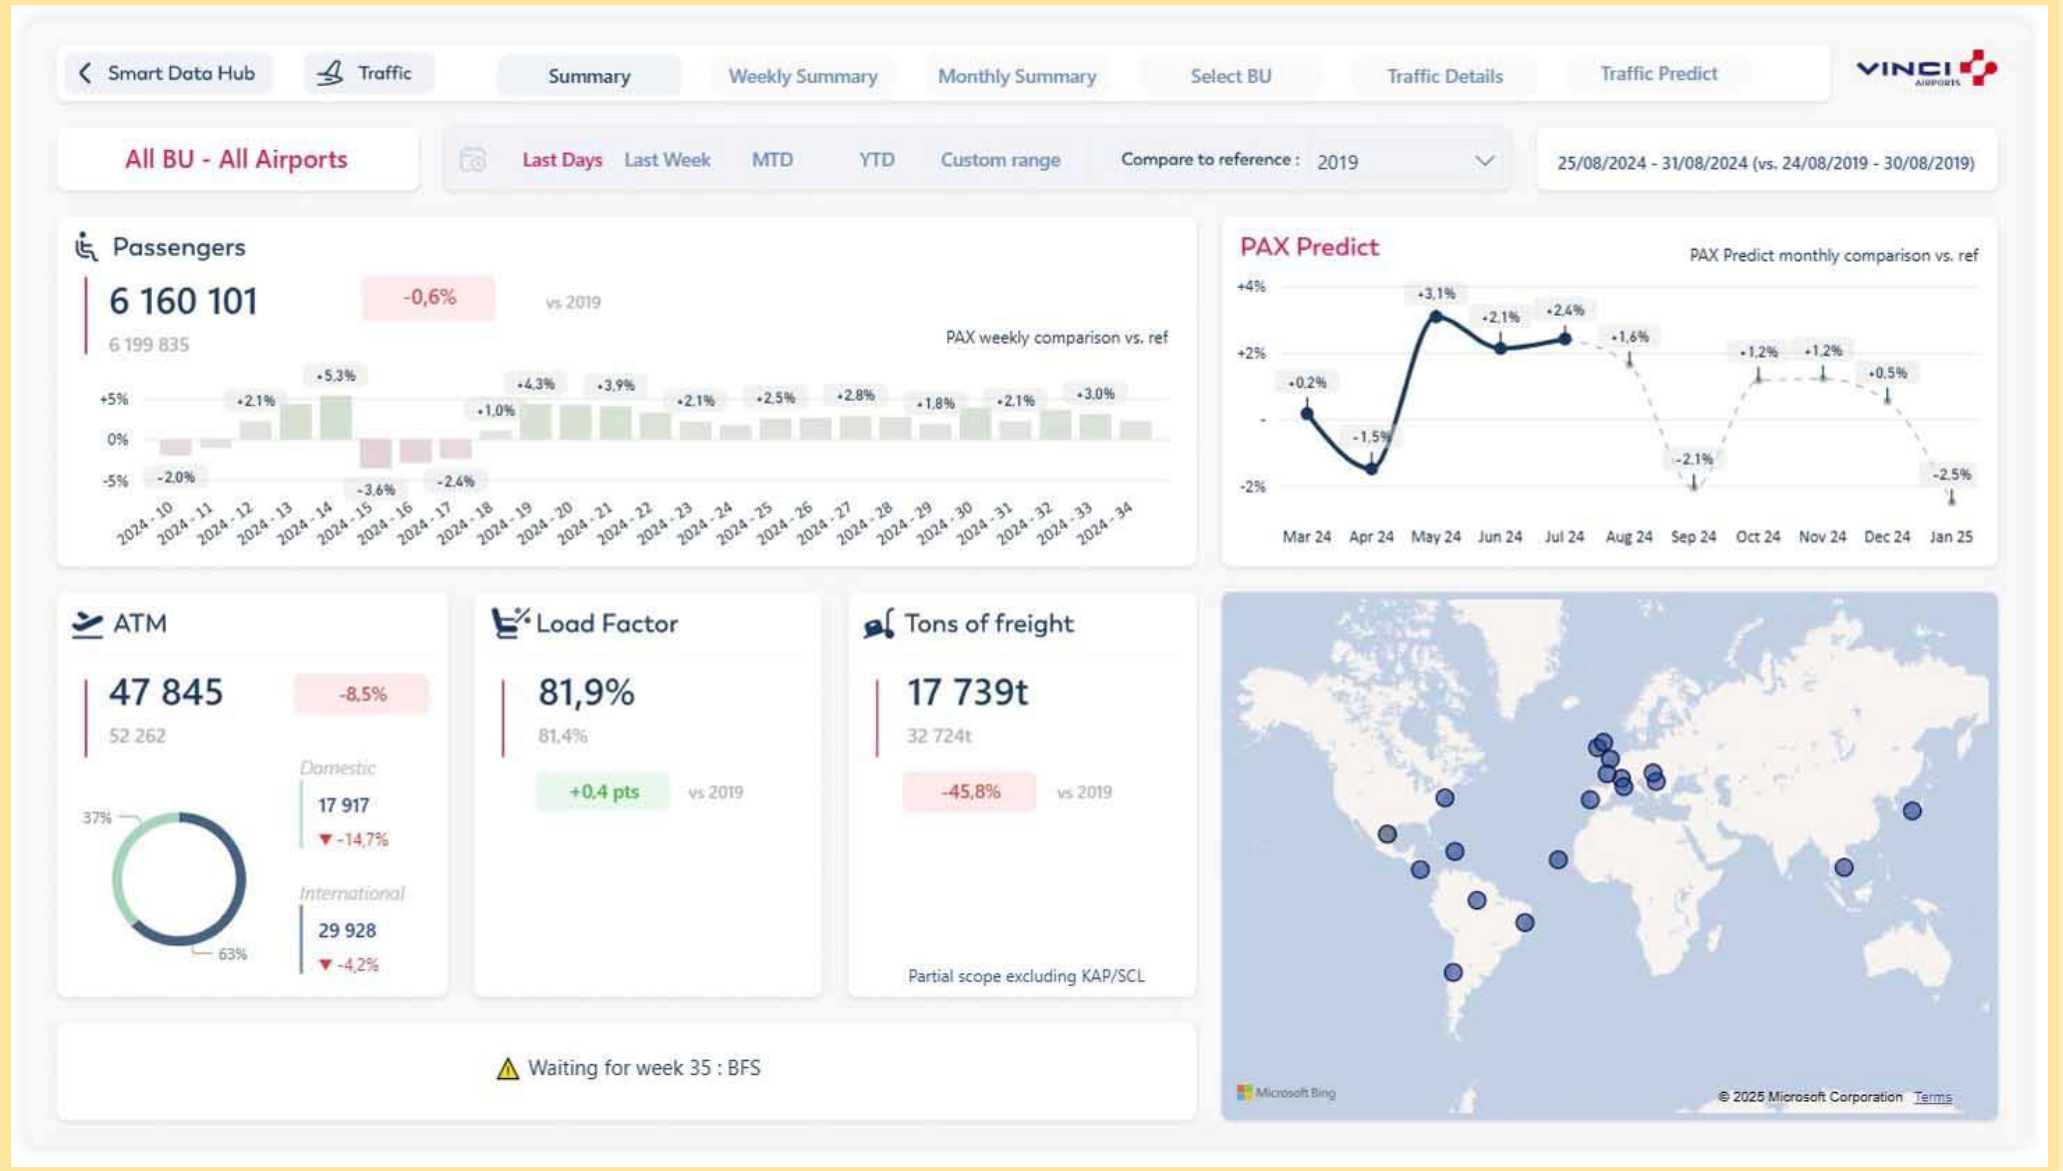 Smart Data Hub
Traffic
Summary
Weekly Summary
Monthly Summary
Select BU
Traffic Details
Traffic Predict
VINCI
AIRPORTS
All BU - All Airports
Last Days
Last Week
MTD
YTD
Custom range
Compare to reference :
2019
25/08/2024 - 31/08/2024 (vs. 24/08/2019 - 30/08/2019)
Passengers
6 160 101
-0,6%
vs 2019
6 199 835
PAX weekly comparison vs. ref
+5%
0%
-5%
-2,0%
+2,1%
+5,3%
-3,6%
-2,4%
+1,0%
+4,3%
+3,9%
+2,1%
+2,5%
+2,8%
+1,8%
+2,1%
+3,0%
2024 - 10
2024 - 11
2024 - 12
2024 - 13
2024 - 14
2024 - 15
2024 - 16
2024 - 17
2024 - 18
2024 - 19
2024 - 20
2024 - 21
2024 - 22
2024 - 23
2024 - 24
2024 - 25
2024 - 26
2024 - 27
2024 - 28
2024 - 29
2024 - 30
2024 - 31
2024 - 32
2024 - 33
2024 - 34
PAX Predict
PAX Predict monthly comparison vs. ref
+4%
+2%
-
-2%
+0.2%
-1,5%
+3,1%
+2,1%
+2,4%
+1,6%
-2,1%
+1,2%
+1,2%
+0,5%
-2,5%
Mar 24
Apr 24
May 24
Jun 24
Jul 24
Aug 24
Sep 24
Oct 24
Nov 24
Dec 24
Jan 25
ATM
47 845
-8,5%
52 262
Domestic
17 917
▼ -14,7%
International
29 928
▼ -4,2%
37%
63%
Load Factor
81,9%
81,4%
+0,4 pts
vs 2019
Tons of freight
17 739t
32 724t
-45,8%
vs 2019
Partial scope excluding KAP/SCL
Waiting for week 35 : BFS
Microsoft Bing
© 2025 Microsoft Corporation
Terms